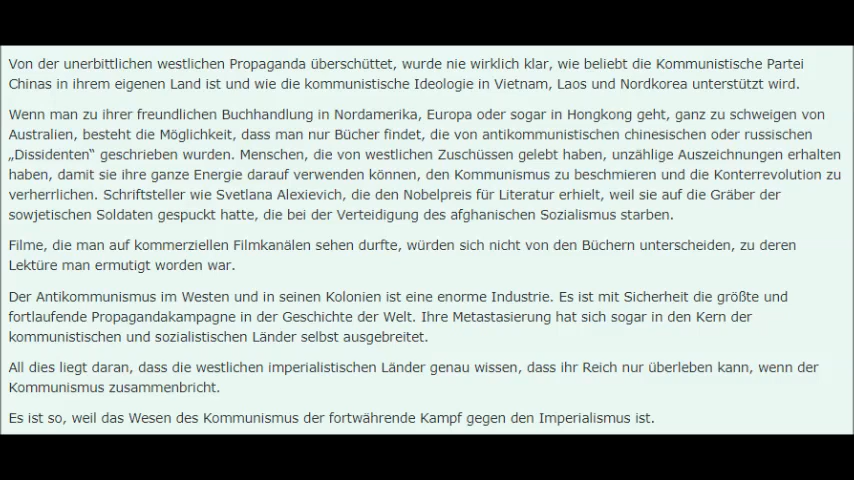 Von der unerbittlichen westlichen Propaganda überschüttet, wurde nie wirklich klar, wie beliebt die Kommunistische Partei
Chinas in ihrem eigenen Land ist und wie die kommunistische Ideologie in Vietnam, Laos und Nordkorea unterstützt wird.
Wenn man zu ihrer freundlichen Buchhandlung in Nordamerika, Europa oder sogar in Hongkong geht, ganz zu schweigen von
Australien, besteht die Möglichkeit, dass man nur Bücher findet, die von antikommunistischen chinesischen oder russischen
„Dissidenten“ geschrieben wurden. Menschen, die von westlichen Zuschüssen gelebt haben, unzählige Auszeichnungen erhalten
haben, damit sie ihre ganze Energie darauf verwenden können, den Kommunismus zu beschmieren und die Konterrevolution zu
verherrlichen. Schriftsteller wie Svetlana Alexievich, die den Nobelpreis für Literatur erhielt, weil sie auf die Gräber der
sowjetischen Soldaten gespuckt hatte, die bei der Verteidigung des afghanischen Sozialismus starben.
Filme, die man auf kommerziellen Filmkanälen sehen durfte, würden sich nicht von den Büchern unterscheiden, zu deren
Lektüre man ermutigt worden war.
Der Antikommunismus im Westen und in seinen Kolonien ist eine enorme Industrie. Es ist mit Sicherheit die größte und
fortlaufende Propagandakampagne in der Geschichte der Welt. Ihre Metastasierung hat sich sogar in den Kern der
kommunistischen und sozialistischen Länder selbst ausgebreitet.
All dies liegt daran, dass die westlichen imperialistischen Länder genau wissen, dass ihr Reich nur überleben kann, wenn der
Kommunismus zusammenbricht.
Es ist so, weil das Wesen des Kommunismus der fortwährende Kampf gegen den Imperialismus ist.